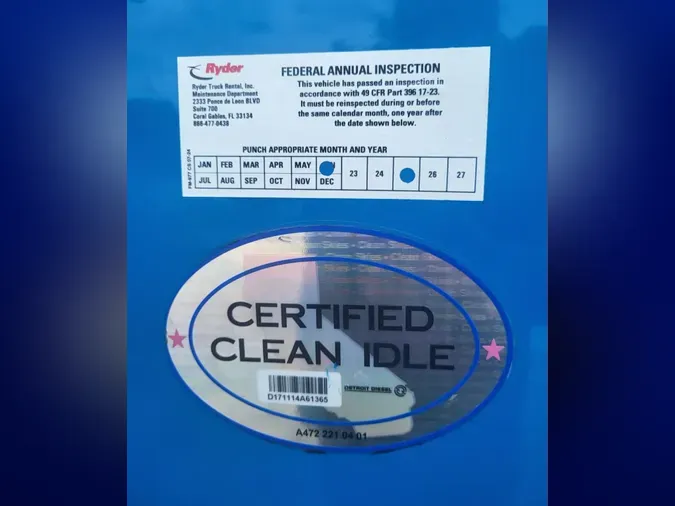 Ryder
Ryder Truck Rental, Inc.
Maintenance Department
2333 Ponce de Leon BLVD
Suite 700
Coral Gables, FL 33134
FEDERAL ANNUAL INSPECTION
This vehicle has passed an inspection in
accordance with 49 CFR Part 396 17-23.
It must be reinspected during or before
the same calendar month, one year after
the date shown below.
PUNCH APPROPRIATE MONTH AND YEAR
JAN FEB MAR APR MAY 23 24 26 27
JUL AUG SEP OCT NOV DEC
Clean Skies - Clean
CERTIFIED
CLEAN IDLE
DETROIT DIESEL
D171114A61365
A472 221 04 01